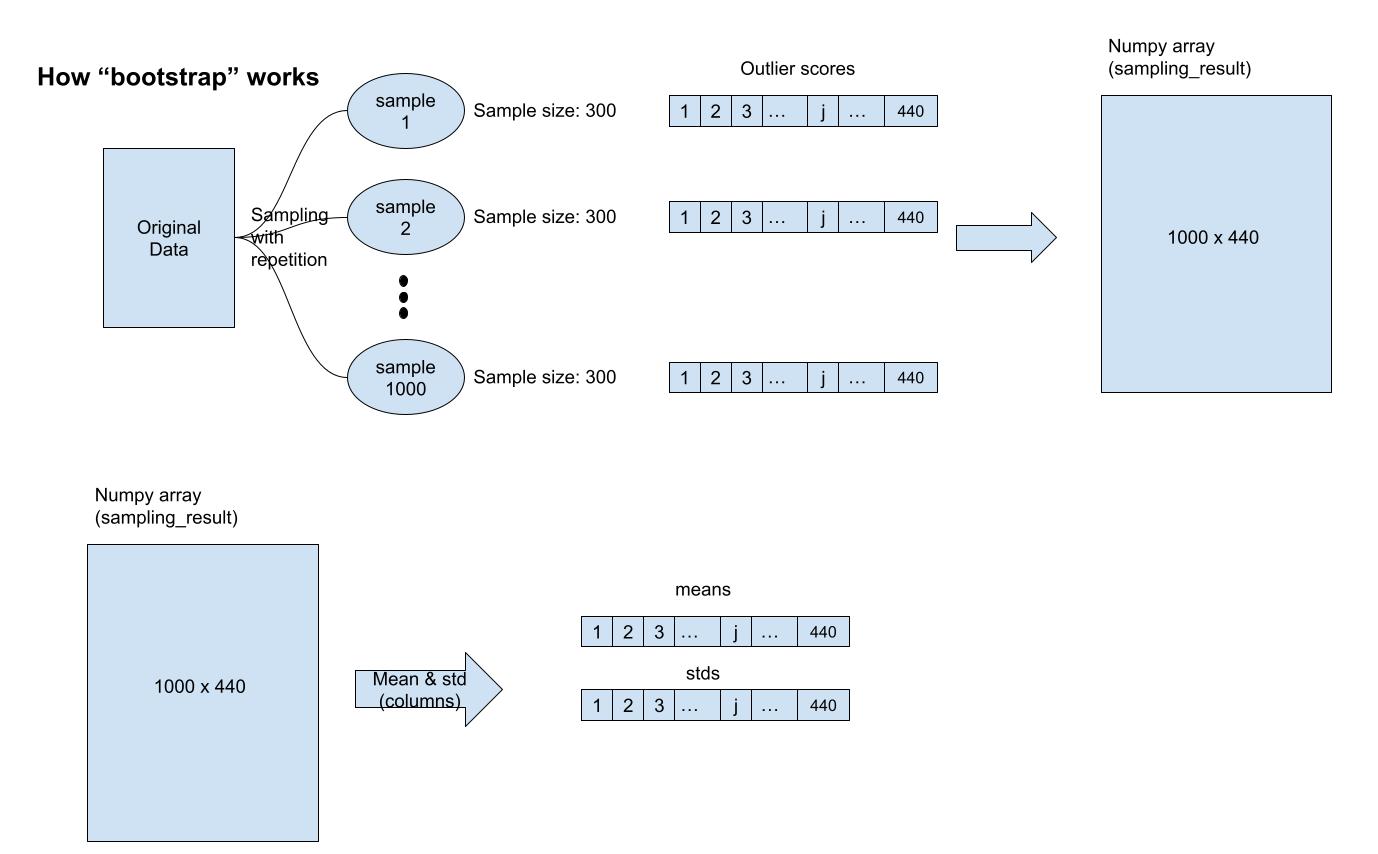 How “bootstrap” works
Original
Data
Sampling
with
repetition
sample
1
Sample size: 300
sample
2
Sample size: 300
sample
1000
Sample size: 300
Outlier scores
1 2 3 … j … 440
1 2 3 … j … 440
1 2 3 … j … 440
Numpy array
(sampling_result)
1000 x 440
Numpy array
(sampling_result)
1000 x 440
Mean & std
(columns)
means
1 2 3 … j … 440
stds
1 2 3 … j … 440